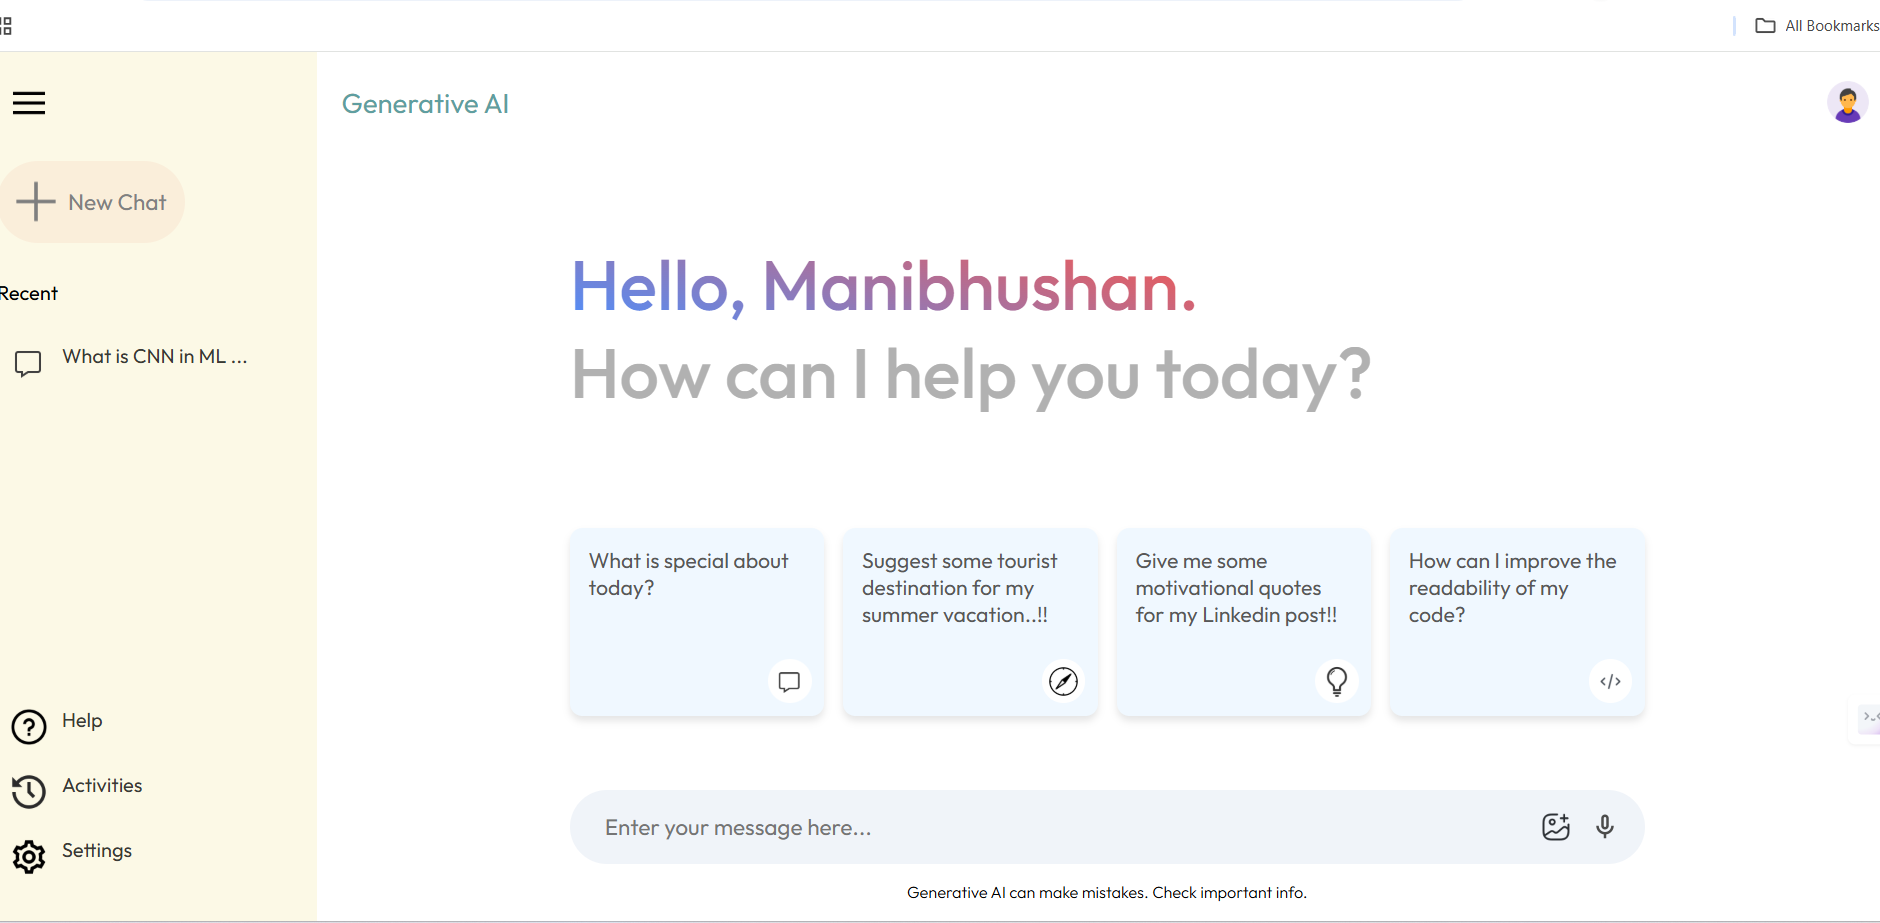 All Bookmarks
Generative AI
New Chat
Recent
What is CNN in ML ...
Help
Activities
Settings
Hello, Manibhushan.
How can I help you today?
What is special about
today?
Suggest some tourist
destination for my
summer vacation..!!
Give me some
motivational quotes
for my Linkedin post!!
How can I improve the
readability of my
code?
Enter your message here...
Generative AI can make mistakes. Check important info.